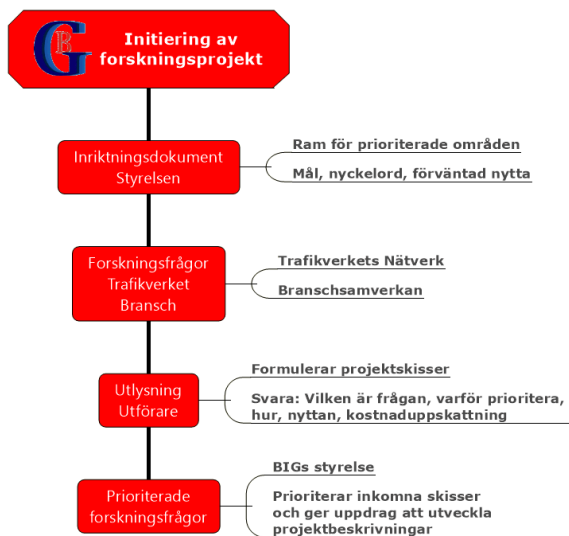 BIG
Initiering av
forskningsprojekt
Inriktningsdokument
Styrelsen
Ram för prioriterade områden
Mål, nyckelord, förväntad nytta
Forskningsfrågor
Trafikverket
Bransch
Trafikverkets Nätverk
Branschsamverkan
Utlysning
Utförare
Formulerar projektskisser
Svara: Vilken är frågan, varför prioritera,
hur, nyttan, kostnaduppskattning
Prioriterade
forskningsfrågor
BIGs styrelse
Prioriterar inkomna skisser
och ger uppdrag att utveckla
projektbeskrivningar